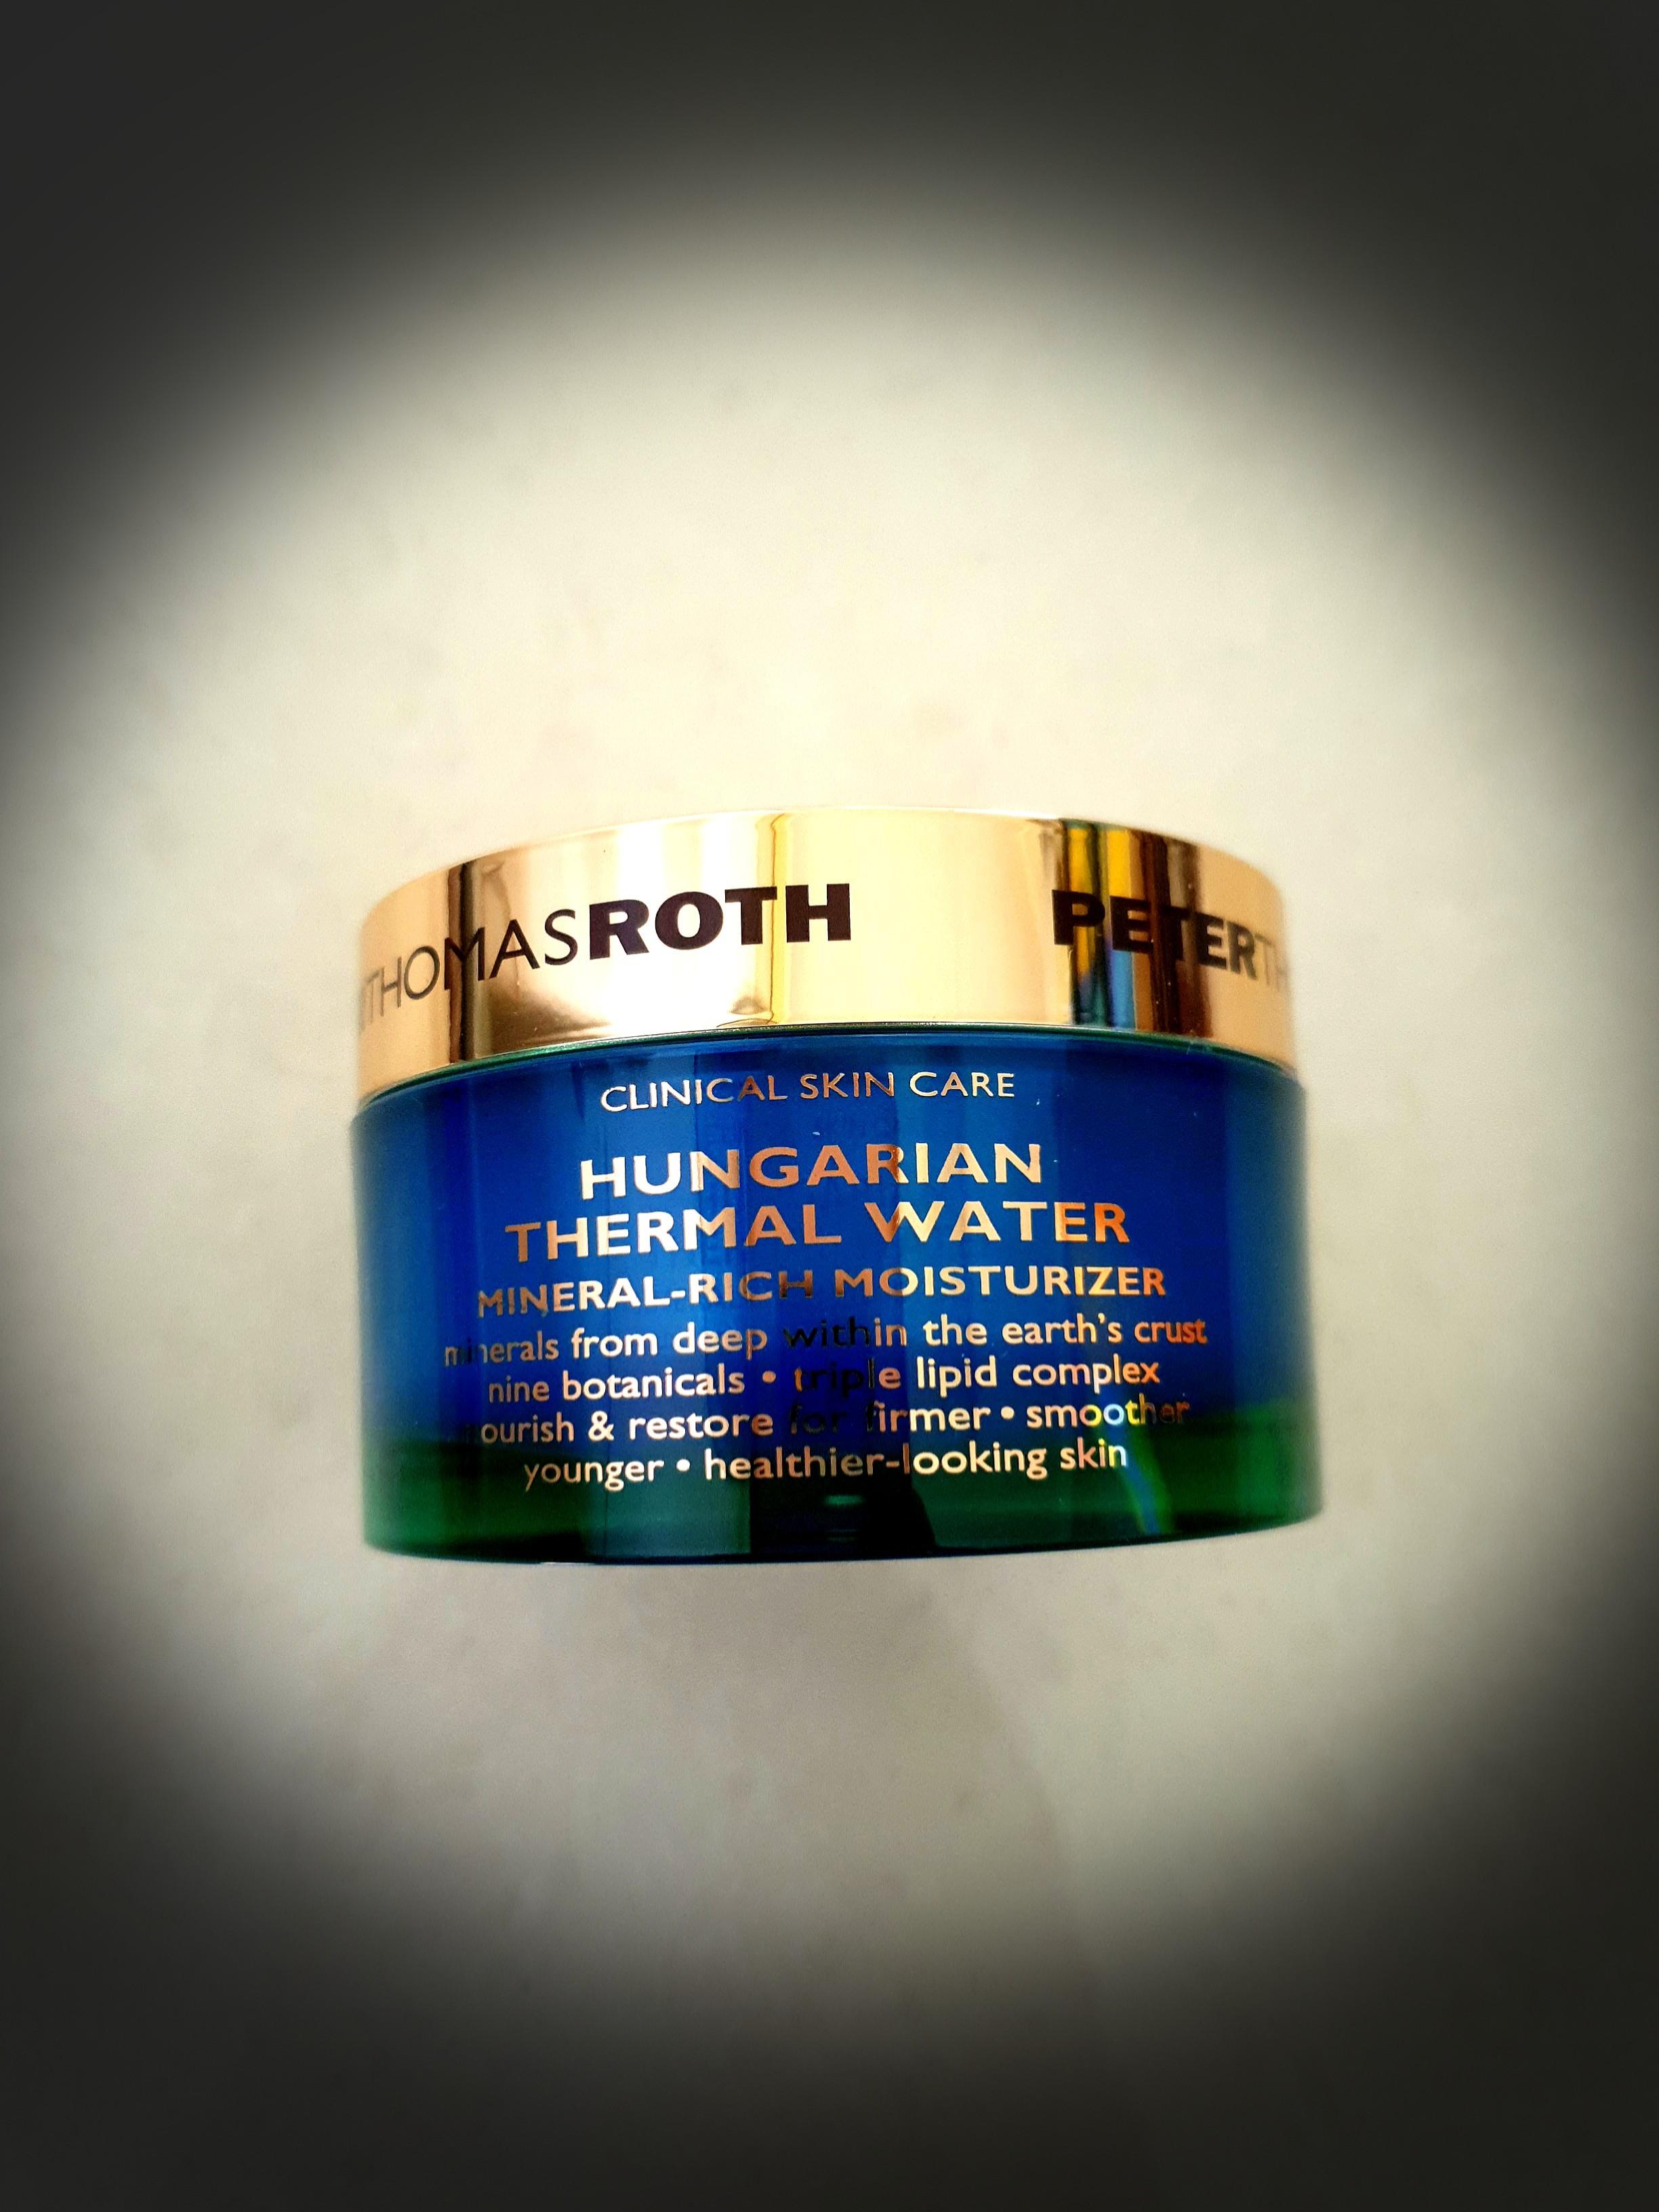 THOMASROTH PETERTH
CLINICAL SKIN CARE
HUNGARIAN
THERMAL WATER
MINERAL-RICH MOISTURIZER
minerals from deep within the earth's crust
nine botanicals • triple lipid complex
nourish & restore for firmer • smoother
younger • healthier-looking skin